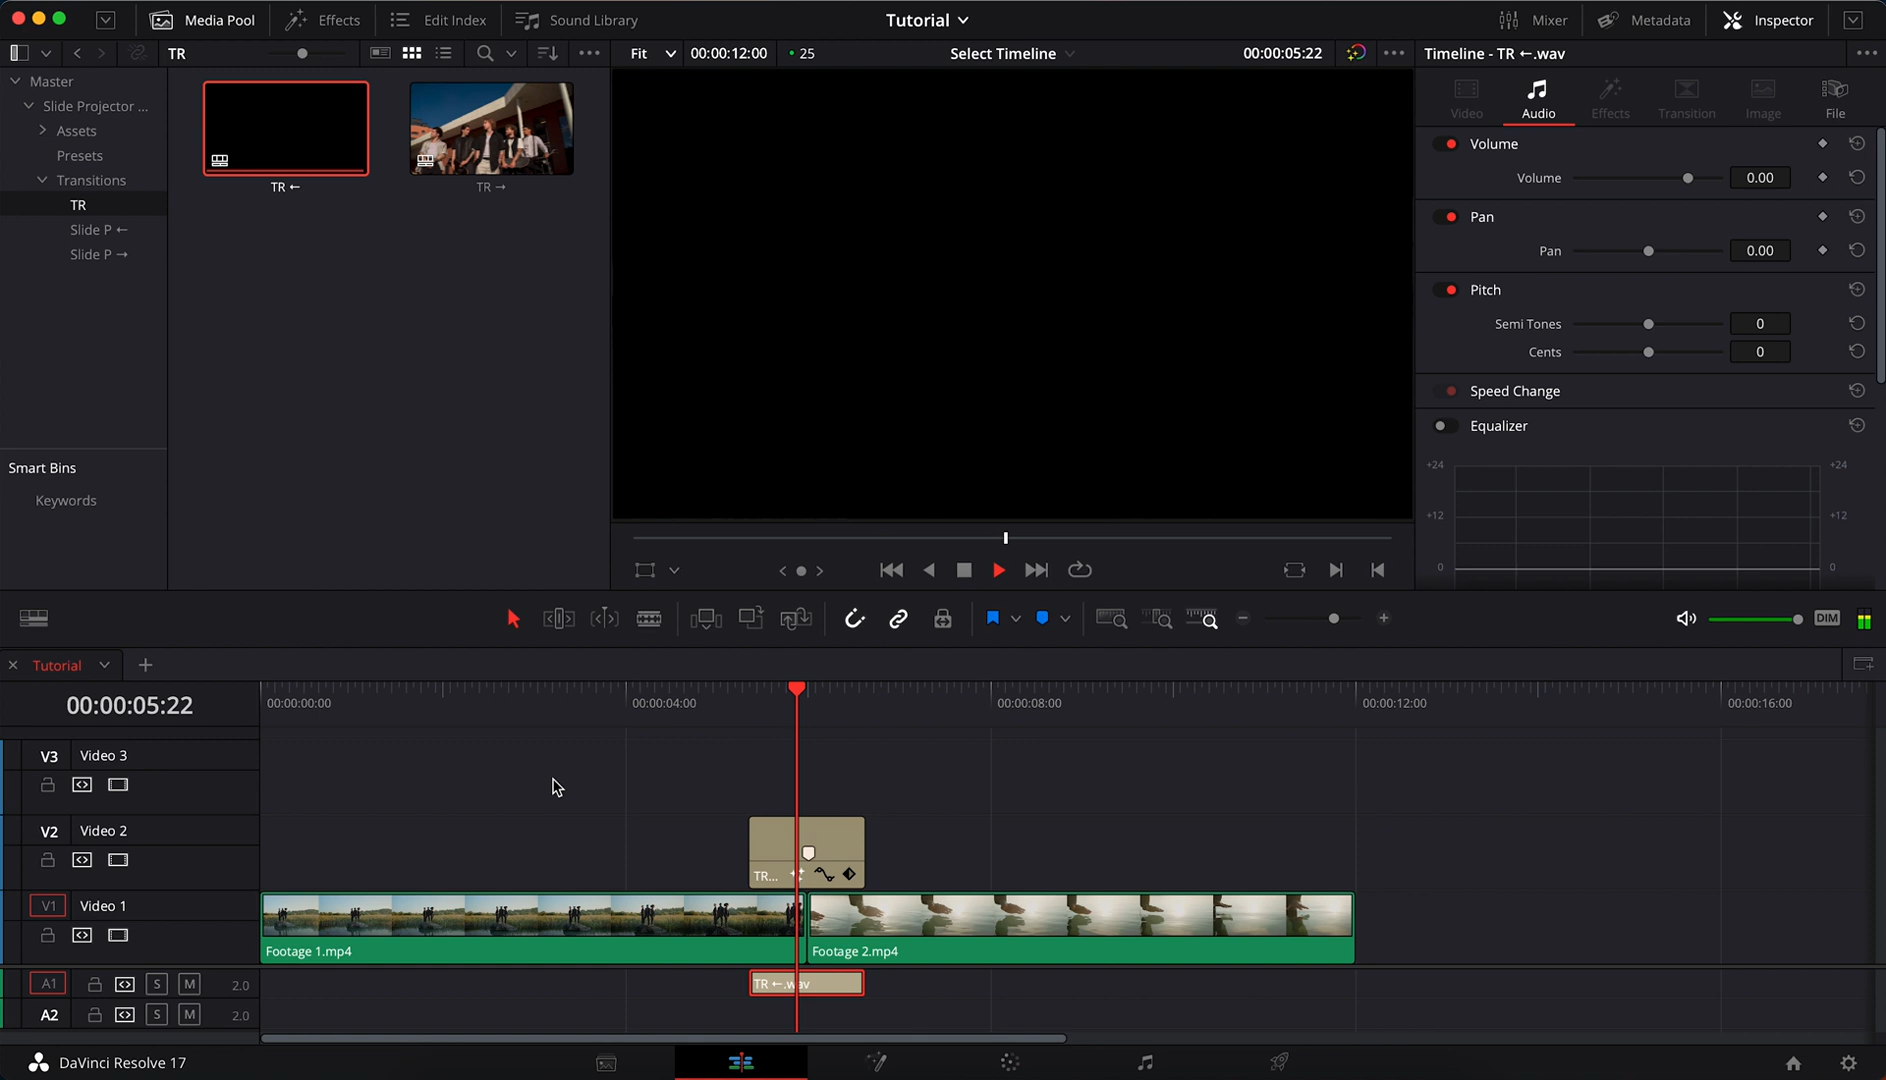 Media Pool
Effects
Edit Index
Sound Library
Tutorial
Mixer
Metadata
Inspector
TR
Fit
00:00:12:00
25
Select Timeline
00:00:05:22
Timeline - TR ←.wav
Master
Slide Projector ...
Assets
Presets
Transitions
TR
Slide P ←
Slide P →
TR ←
TR →
Smart Bins
Keywords
Video
Audio
Effects
Transition
Image
File
Volume
Volume
0.00
Pan
Pan
0.00
Pitch
Semi Tones
0
Cents
0
Speed Change
Equalizer
+24
+24
+12
+12
0
0
DIM
Tutorial
00:00:05:22
00:00:00:00
00:00:04:00
00:00:08:00
00:00:12:00
00:00:16:00
V3
Video 3
V2
Video 2
TR...
V1
Video 1
Footage 1.mp4
Footage 2.mp4
A1
S
M
2.0
TR ←.wav
A2
S
M
2.0
DaVinci Resolve 17